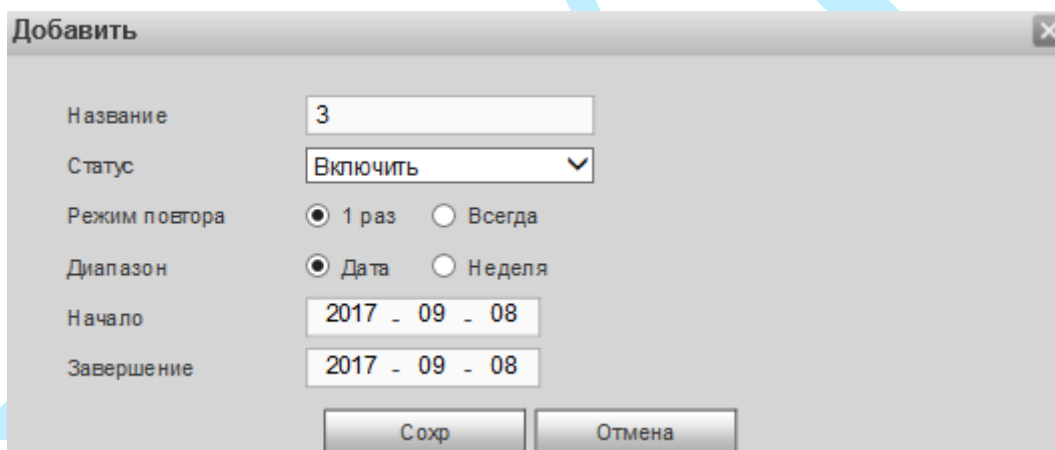 Добавить
Название 3
Статус Включить
Режим повтора 1 раз Всегда
Диапазон Дата Неделя
Начало 2017 - 09 - 08
Завершение 2017 - 09 - 08
Сохр Отмена